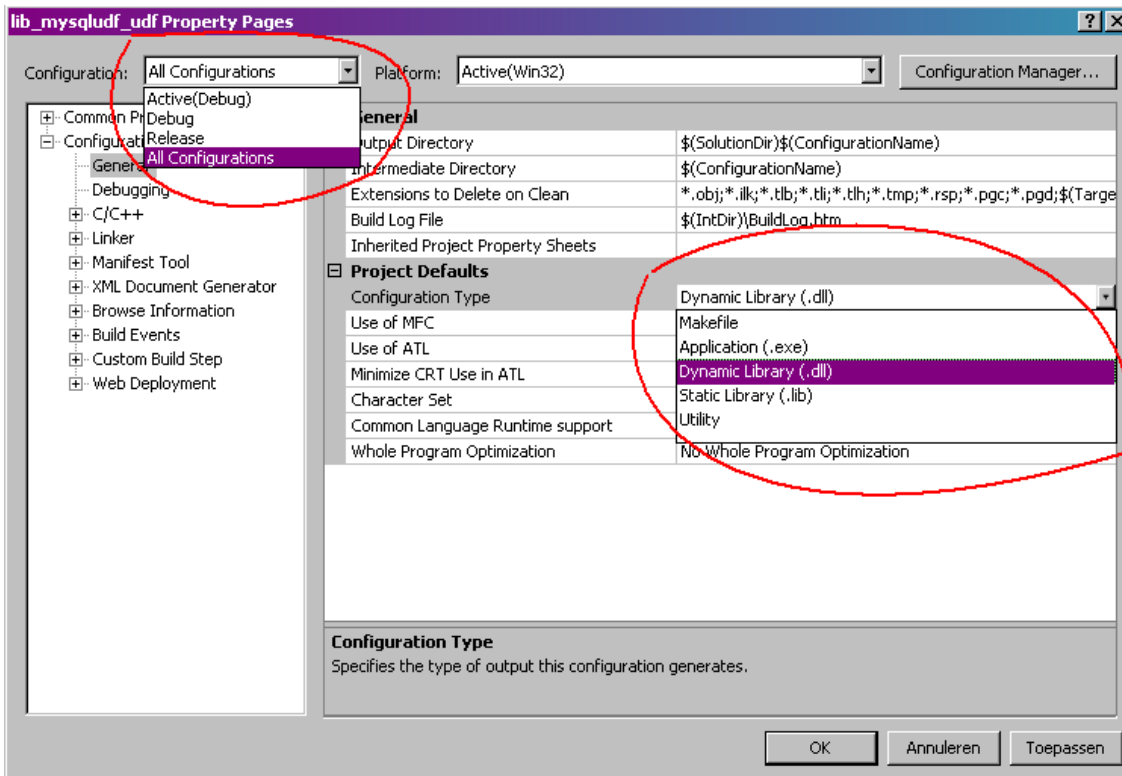 lib_mysqludf_udf Property Pages
Configuration: All Configurations Platform: Active(Win32) Configuration Manager...
Active(Debug)
Debug
Release
All Configurations
Common Pr
Configurati
General
Debugging
C/C++
Linker
Manifest Tool
XML Document Generator
Browse Information
Build Events
Custom Build Step
Web Deployment
General
Output Directory $(SolutionDir)$(ConfigurationName)
Intermediate Directory $(ConfigurationName)
Extensions to Delete on Clean *.obj;*.ilk;*.tlb;*.tli;*.tlh;*.tmp;*.rsp;*.pgc;*.pgd;$(Targe
Build Log File $(IntDir)\BuildLog.htm
Inherited Project Property Sheets
Project Defaults
Configuration Type Dynamic Library (.dll)
Use of MFC
Use of ATL
Minimize CRT Use in ATL
Character Set
Common Language Runtime support
Whole Program Optimization No Whole Program Optimization
Makefile
Application (.exe)
Dynamic Library (.dll)
Static Library (.lib)
Utility
Configuration Type
Specifies the type of output this configuration generates.
OK Annuleren Toepassen